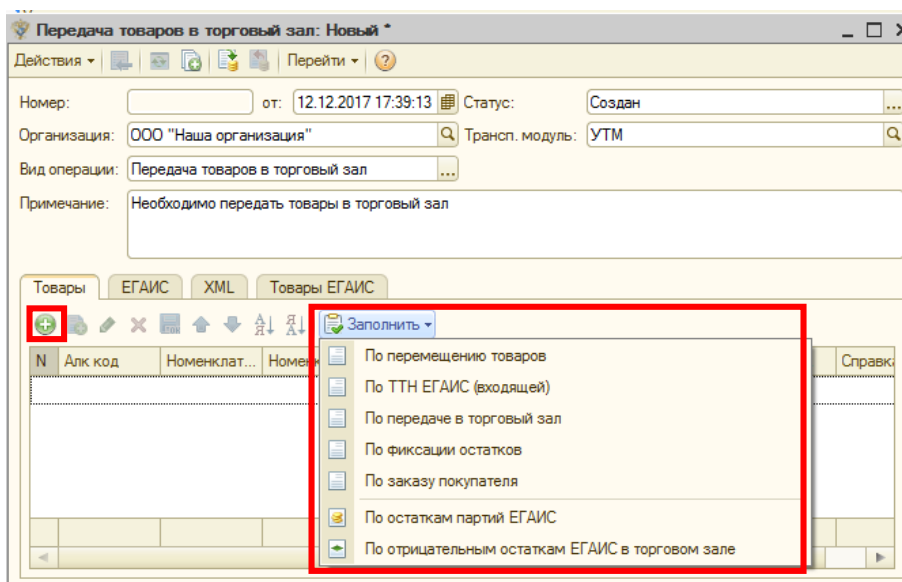 Передача товаров в торговый зал: Новый *
Действия Перейти
Номер: от: 12.12.2017 17:39:13 Статус: Создан ...
Организация: ООО "Наша организация" Трансп. модуль: УТМ
Вид операции: Передача товаров в торговый зал ...
Примечание: Необходимо передать товары в торговый зал
Товары ЕГАИС XML Товары ЕГАИС
Заполнить
N Алк код Номенклат... Справка
По перемещению товаров
По ТТН ЕГАИС (входящей)
По передаче в торговый зал
По фиксации остатков
По заказу покупателя
По остаткам партий ЕГАИС
По отрицательным остаткам ЕГАИС в торговом зале